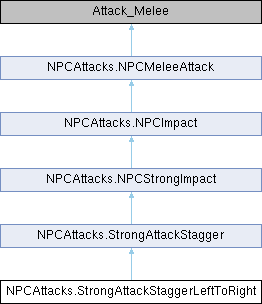 Attack_Melee
NPCAttacks.NPCMeleeAttack
NPCAttacks.NPCImpact
NPCAttacks.NPCStrongImpact
NPCAttacks.StrongAttackStagger
NPCAttacks.StrongAttackStaggerLeftToRight